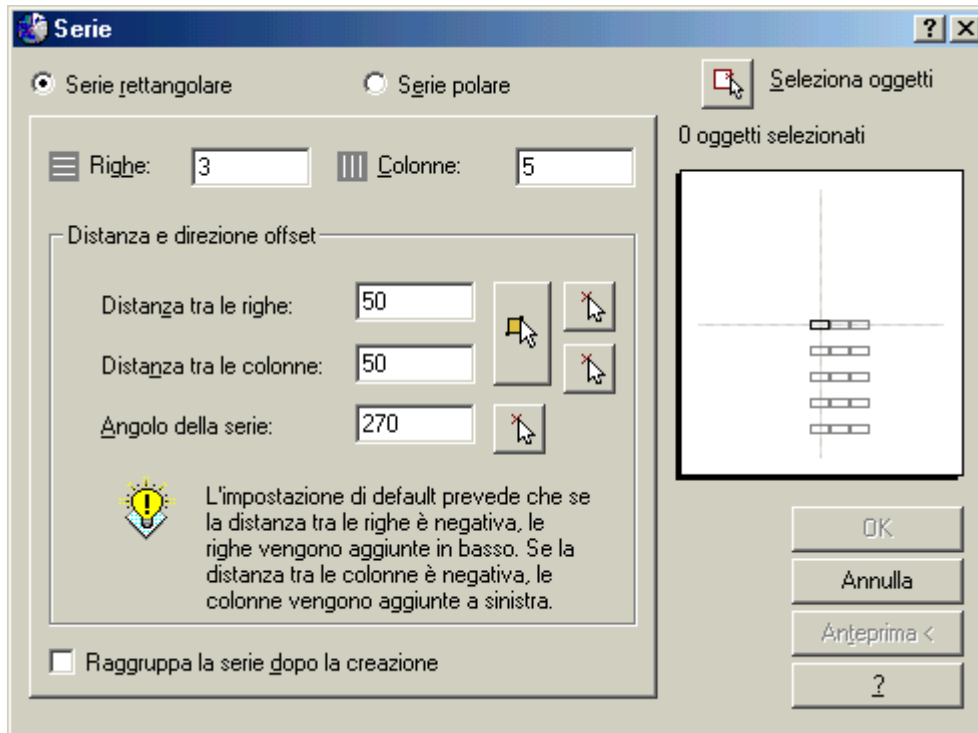 Serie
Serie rettangolare
Serie polare
Seleziona oggetti
0 oggetti selezionati
Righe:
3
Colonne:
5
Distanza e direzione offset
Distanza tra le righe:
50
Distanza tra le colonne:
50
Angolo della serie:
270
L'impostazione di default prevede che se
la distanza tra le righe è negativa, le
righe vengono aggiunte in basso. Se la
distanza tra le colonne è negativa, le
colonne vengono aggiunte a sinistra.
Raggruppa la serie dopo la creazione
OK
Annulla
Anteprima <
?